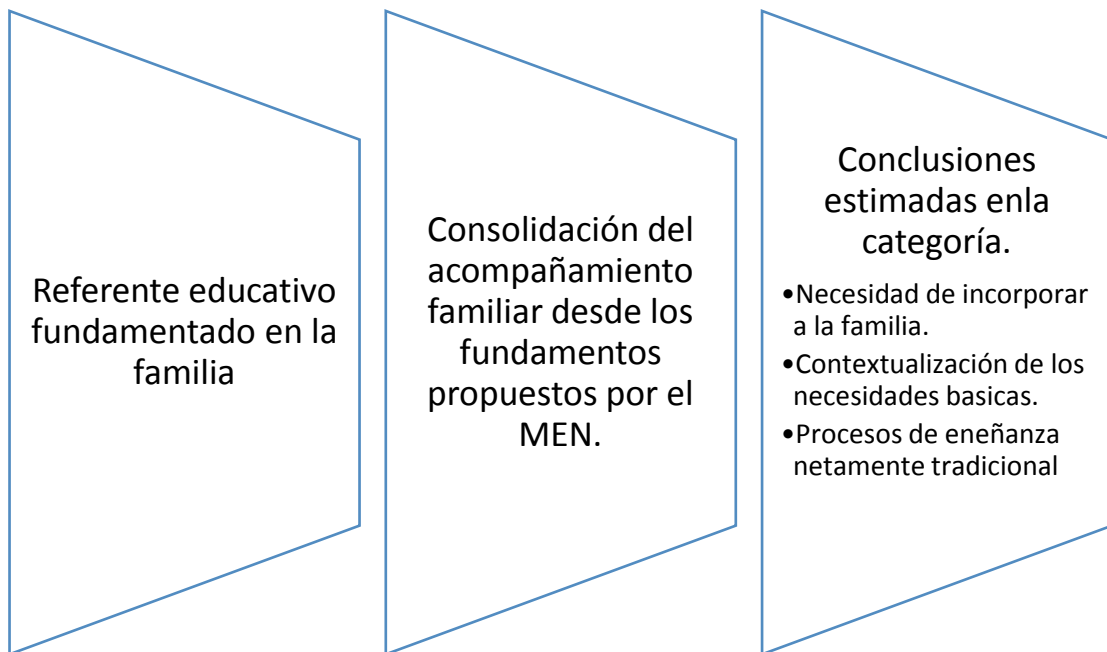 Referente educativo
fundamentado en la
familia
Consolidación del
acompañamiento
familiar desde los
fundamentos
propuestos por el
MEN.
Conclusiones
estimadas enla
categoría.
•Necesidad de incorporar
a la familia.
•Contextualización de los
necesidades basicas.
•Procesos de eneñanza
netamente tradicional